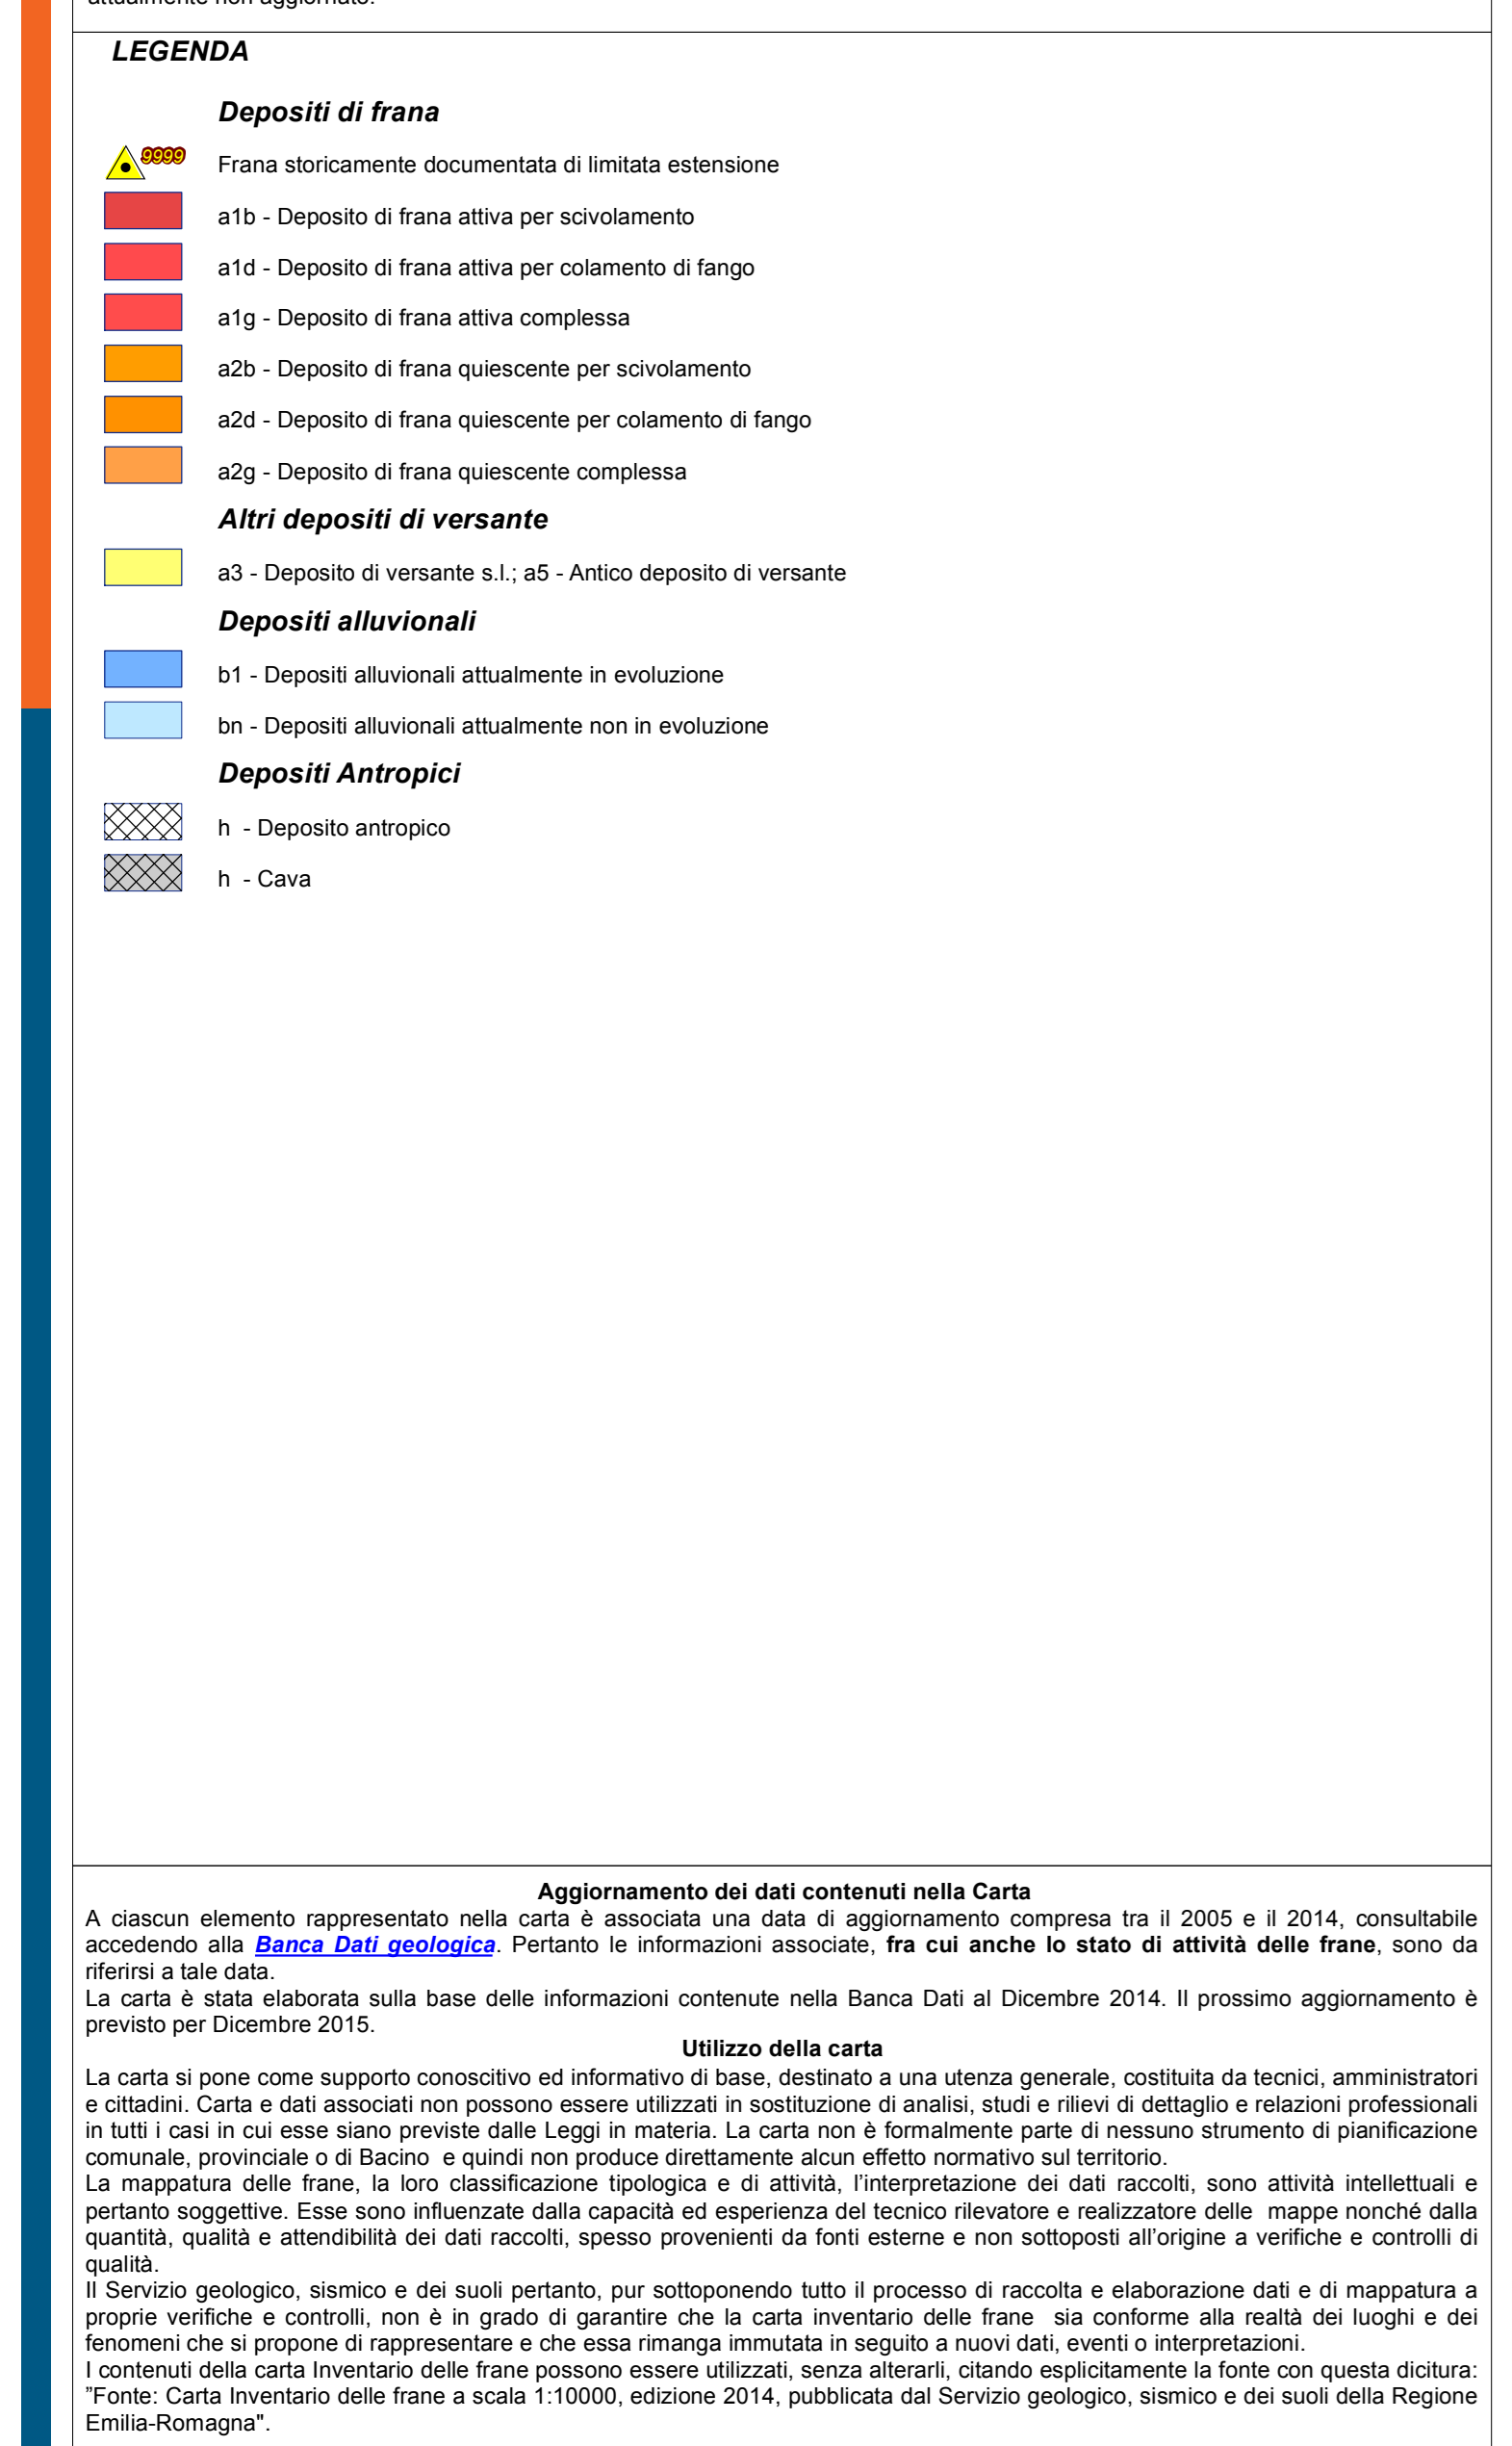 attualmente non aggiornato.
LEGENDA
Depositi di frana
9999
Frana storicamente documentata di limitata estensione
a1b - Deposito di frana attiva per scivolamento
a1d - Deposito di frana attiva per colamento di fango
a1g - Deposito di frana attiva complessa
a2b - Deposito di frana quiescente per scivolamento
a2d - Deposito di frana quiescente per colamento di fango
a2g - Deposito di frana quiescente complessa
Altri depositi di versante
a3 - Deposito di versante s.l.; a5 - Antico deposito di versante
Depositi alluvionali
b1 - Depositi alluvionali attualmente in evoluzione
bn - Depositi alluvionali attualmente non in evoluzione
Depositi Antropici
h - Deposito antropico
h - Cava
Aggiornamento dei dati contenuti nella Carta
A ciascun elemento rappresentato nella carta è associata una data di aggiornamento compresa tra il 2005 e il 2014, consultabile
accedendo alla Banca Dati geologica. Pertanto le informazioni associate, fra cui anche lo stato di attività delle frane, sono da
riferirsi a tale data.
La carta è stata elaborata sulla base delle informazioni contenute nella Banca Dati al Dicembre 2014. Il prossimo aggiornamento è
previsto per Dicembre 2015.
Utilizzo della carta
La carta si pone come supporto conoscitivo ed informativo di base, destinato a una utenza generale, costituita da tecnici, amministratori
e cittadini. Carta e dati associati non possono essere utilizzati in sostituzione di analisi, studi e rilievi di dettaglio e relazioni professionali
in tutti i casi in cui esse siano previste dalle Leggi in materia. La carta non è formalmente parte di nessuno strumento di pianificazione
comunale, provinciale o di Bacino e quindi non produce direttamente alcun effetto normativo sul territorio.
La mappatura delle frane, la loro classificazione tipologica e di attività, l'interpretazione dei dati raccolti, sono attività intellettuali e
pertanto soggettive. Esse sono influenzate dalla capacità ed esperienza del tecnico rilevatore e realizzatore delle mappe nonché dalla
quantità, qualità e attendibilità dei dati raccolti, spesso provenienti da fonti esterne e non sottoposti all'origine a verifiche e controlli di
qualità.
Il Servizio geologico, sismico e dei suoli pertanto, pur sottoponendo tutto il processo di raccolta e elaborazione dati e di mappatura a
proprie verifiche e controlli, non è in grado di garantire che la carta inventario delle frane sia conforme alla realtà dei luoghi e dei
fenomeni che si propone di rappresentare e che essa rimanga immutata in seguito a nuovi dati, eventi o interpretazioni.
I contenuti della carta Inventario delle frane possono essere utilizzati, senza alterarli, citando esplicitamente la fonte con questa dicitura:
"Fonte: Carta Inventario delle frane a scala 1:10000, edizione 2014, pubblicata dal Servizio geologico, sismico e dei suoli della Regione
Emilia-Romagna".